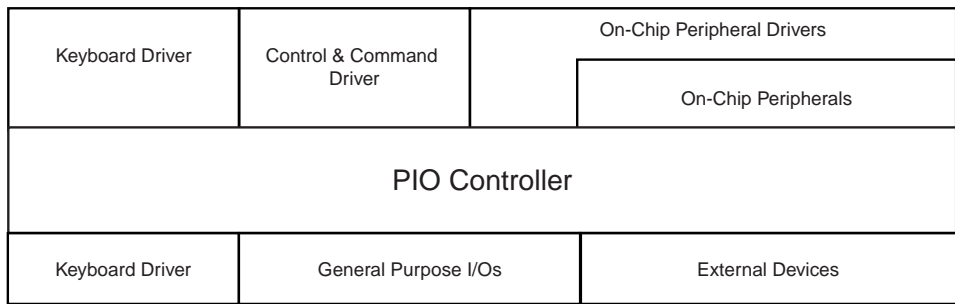 Keyboard Driver
Control & Command
Driver
On-Chip Peripheral Drivers
On-Chip Peripherals
PIO Controller
Keyboard Driver
General Purpose I/Os
External Devices